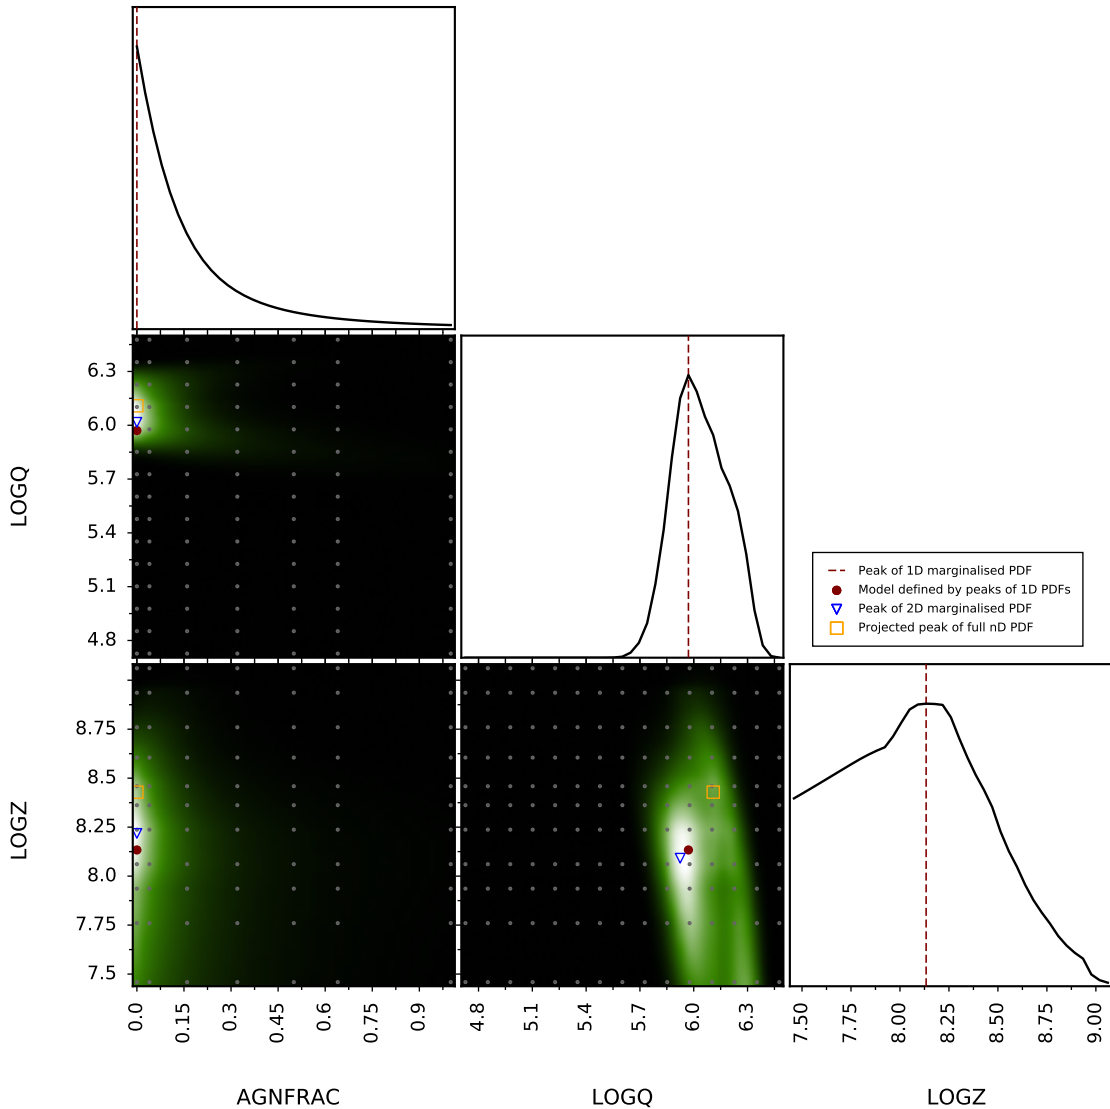 6.3
6.0
5.7
5.4
5.1
4.8
LOGQ
Peak of 1D marginalised PDF
Model defined by peaks of 1D PDFs
Peak of 2D marginalised PDF
Projected peak of full nD PDF
8.75
8.5
8.25
8.0
7.75
7.5
LOGZ
0.0 0.15 0.3 0.45 0.6 0.75 0.9
4.8 5.1 5.4 5.7 6.0 6.3
7.50 7.75 8.00 8.25 8.50 8.75 9.00
AGNFRAC LOGQ LOGZ